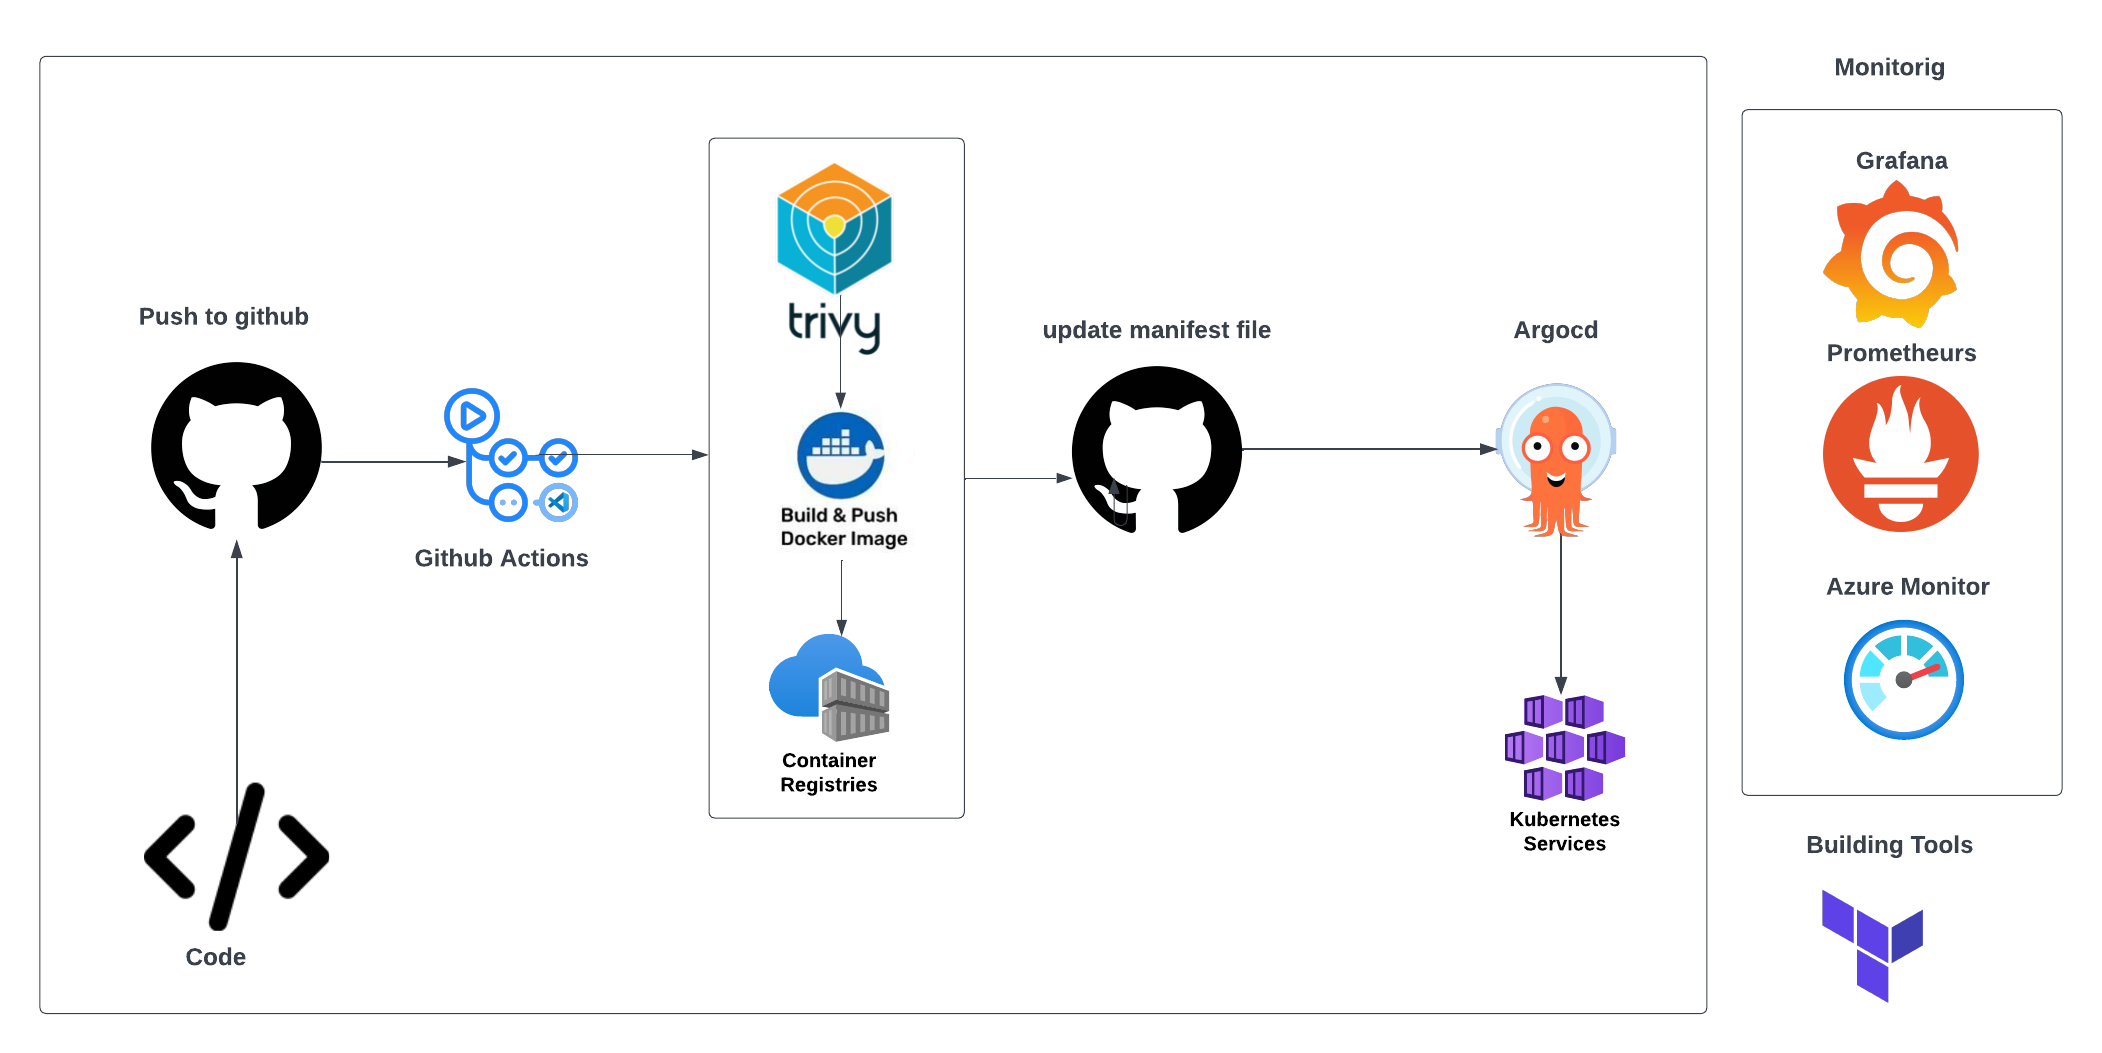 Monitorig
Grafana
Prometheurs
Azure Monitor
Building Tools
Push to github
Github Actions
Code
trivy
Build & Push
Docker Image
Container
Registries
update manifest file
Argocd
Kubernetes
Services